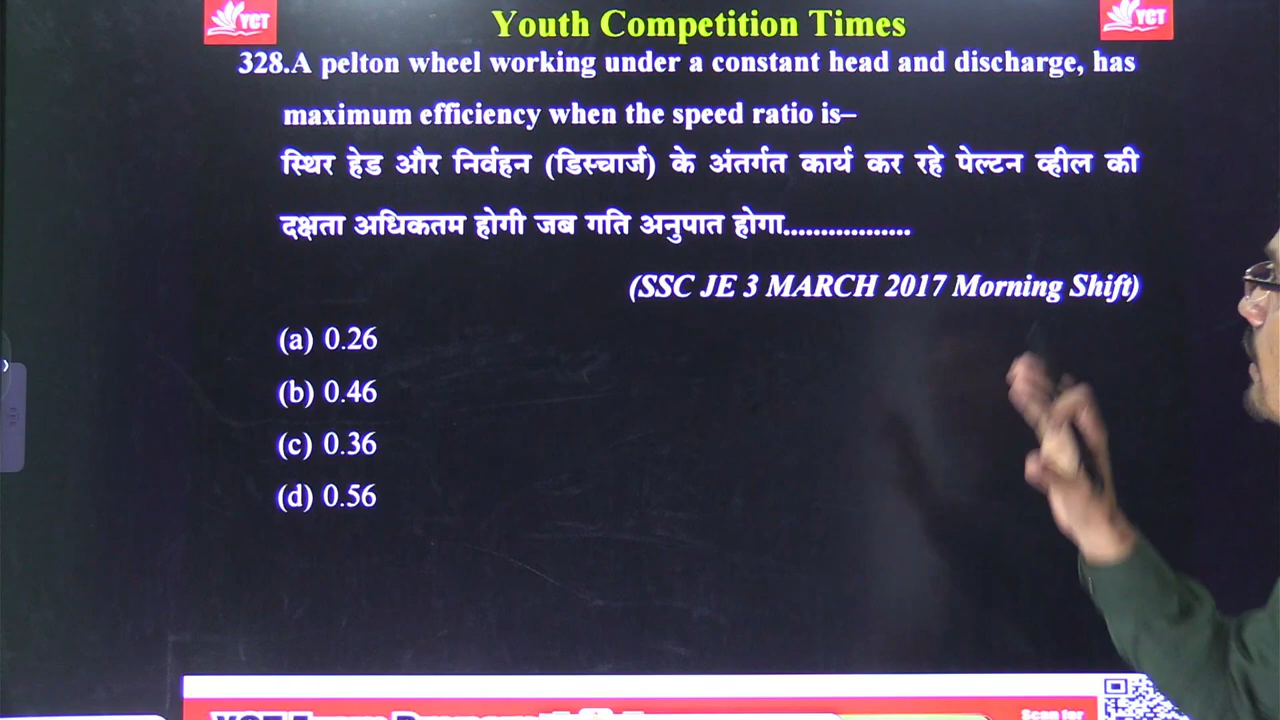 YCT
Youth Competition Times
YCT
328.A pelton wheel working under a constant head and discharge, has
maximum efficiency when the speed ratio is–
स्थिर हेड और निर्वहन (डिस्चार्ज) के अंतर्गत कार्य कर रहे पेल्टन व्हील की
दक्षता अधिकतम होगी जब गति अनुपात होगा.................
(SSC JE 3 MARCH 2017 Morning Shift)
(a) 0.26
(b) 0.46
(c) 0.36
(d) 0.56
Scan for